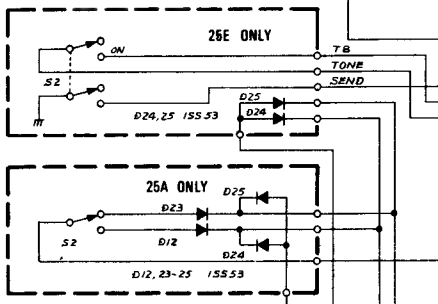 25E ONLY
ON
TB
TONE
S2
SEND
D25
D24,25 1SS53
D24
25A ONLY
D25
D23
S2
D12
D24
D12,23-25 1SS53